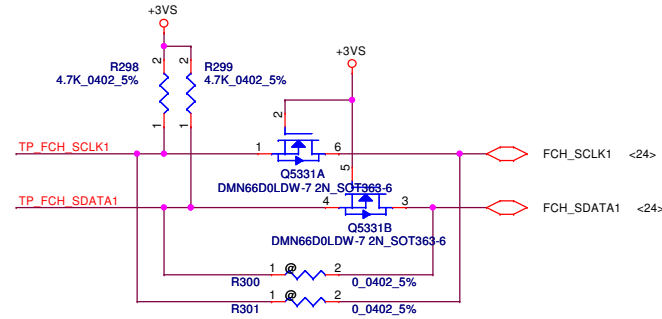 +3VS
+3VS
R298
4.7K_0402_5%
R299
4.7K_0402_5%
2
2
1
1
2
TP_FCH_SCLK1
1
6
FCH_SCLK1 <24>
Q5331A
DMN66D0LDW-7 2N_SOT363-6
5
TP_FCH_SDATA1
4
3
FCH_SDATA1 <24>
Q5331B
DMN66D0LDW-7 2N_SOT363-6
R300
1
@
2
0_0402_5%
R301
1
@
2
0_0402_5%